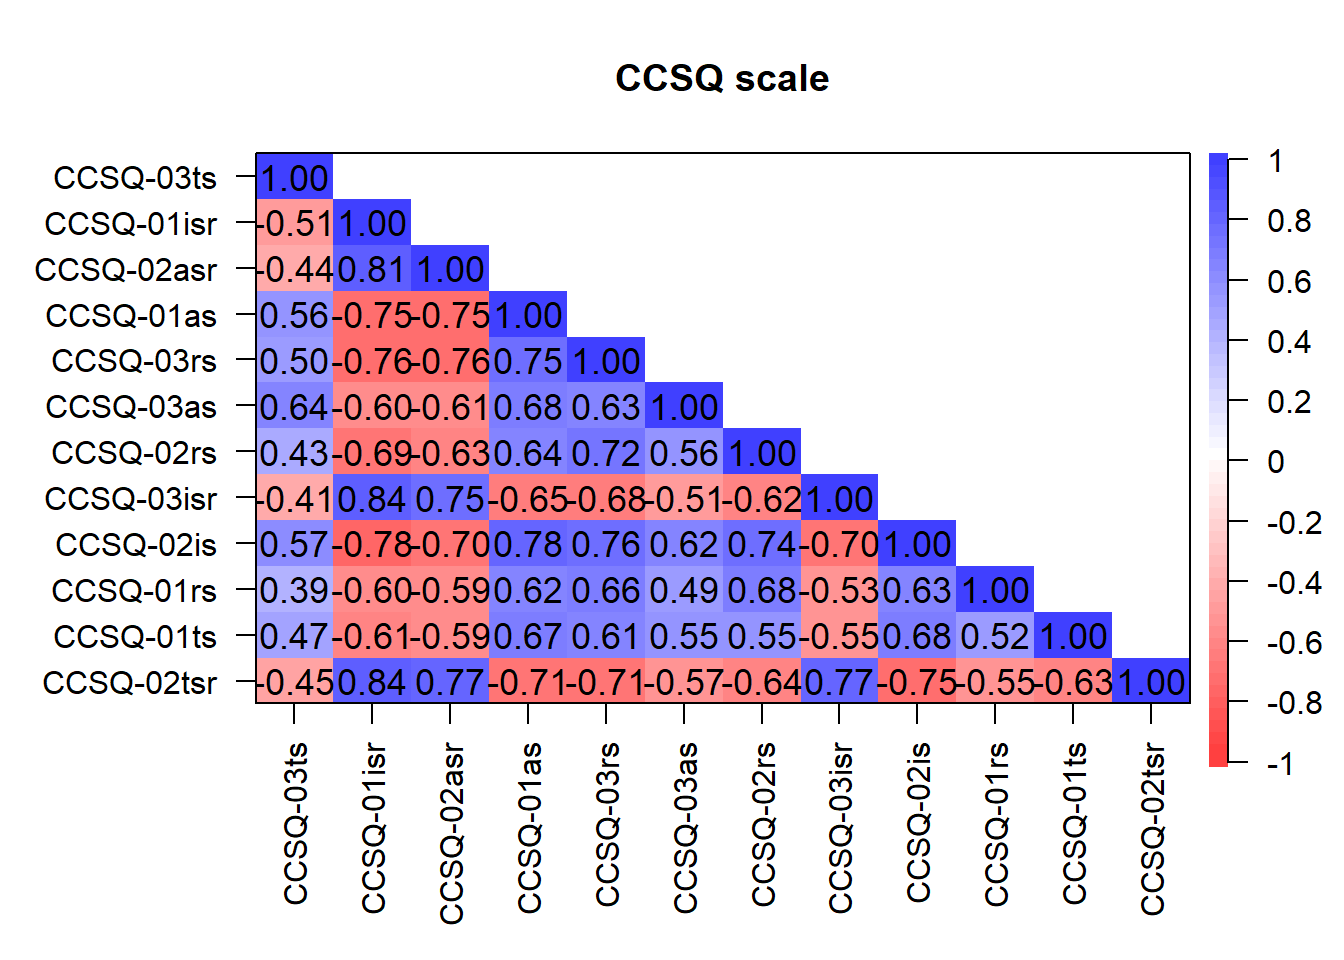 CCSQ scale
CCSQ-03ts 1.00
CCSQ-01isr -0.51 1.00
CCSQ-02asr -0.44 0.81 1.00
CCSQ-01as 0.56 -0.75 -0.75 1.00
CCSQ-03rs 0.50 -0.76 -0.76 0.75 1.00
CCSQ-03as 0.64 -0.60 -0.61 0.68 0.63 1.00
CCSQ-02rs 0.43 -0.69 -0.63 0.64 0.72 0.56 1.00
CCSQ-03isr -0.41 0.84 0.75 -0.65 -0.68 -0.51 -0.62 1.00
CCSQ-02is 0.57 -0.78 -0.70 0.78 0.76 0.62 0.74 -0.70 1.00
CCSQ-01rs 0.39 -0.60 -0.59 0.62 0.66 0.49 0.68 -0.53 0.63 1.00
CCSQ-01ts 0.47 -0.61 -0.59 0.67 0.61 0.55 0.55 -0.55 0.68 0.52 1.00
CCSQ-02tsr -0.45 0.84 0.77 -0.71 -0.71 -0.57 -0.64 0.77 -0.75 -0.55 -0.63 1.00
CCSQ-03ts
CCSQ-01isr
CCSQ-02asr
CCSQ-01as
CCSQ-03rs
CCSQ-03as
CCSQ-02rs
CCSQ-03isr
CCSQ-02is
CCSQ-01rs
CCSQ-01ts
CCSQ-02tsr
1
0.8
0.6
0.4
0.2
0
-0.2
-0.4
-0.6
-0.8
-1